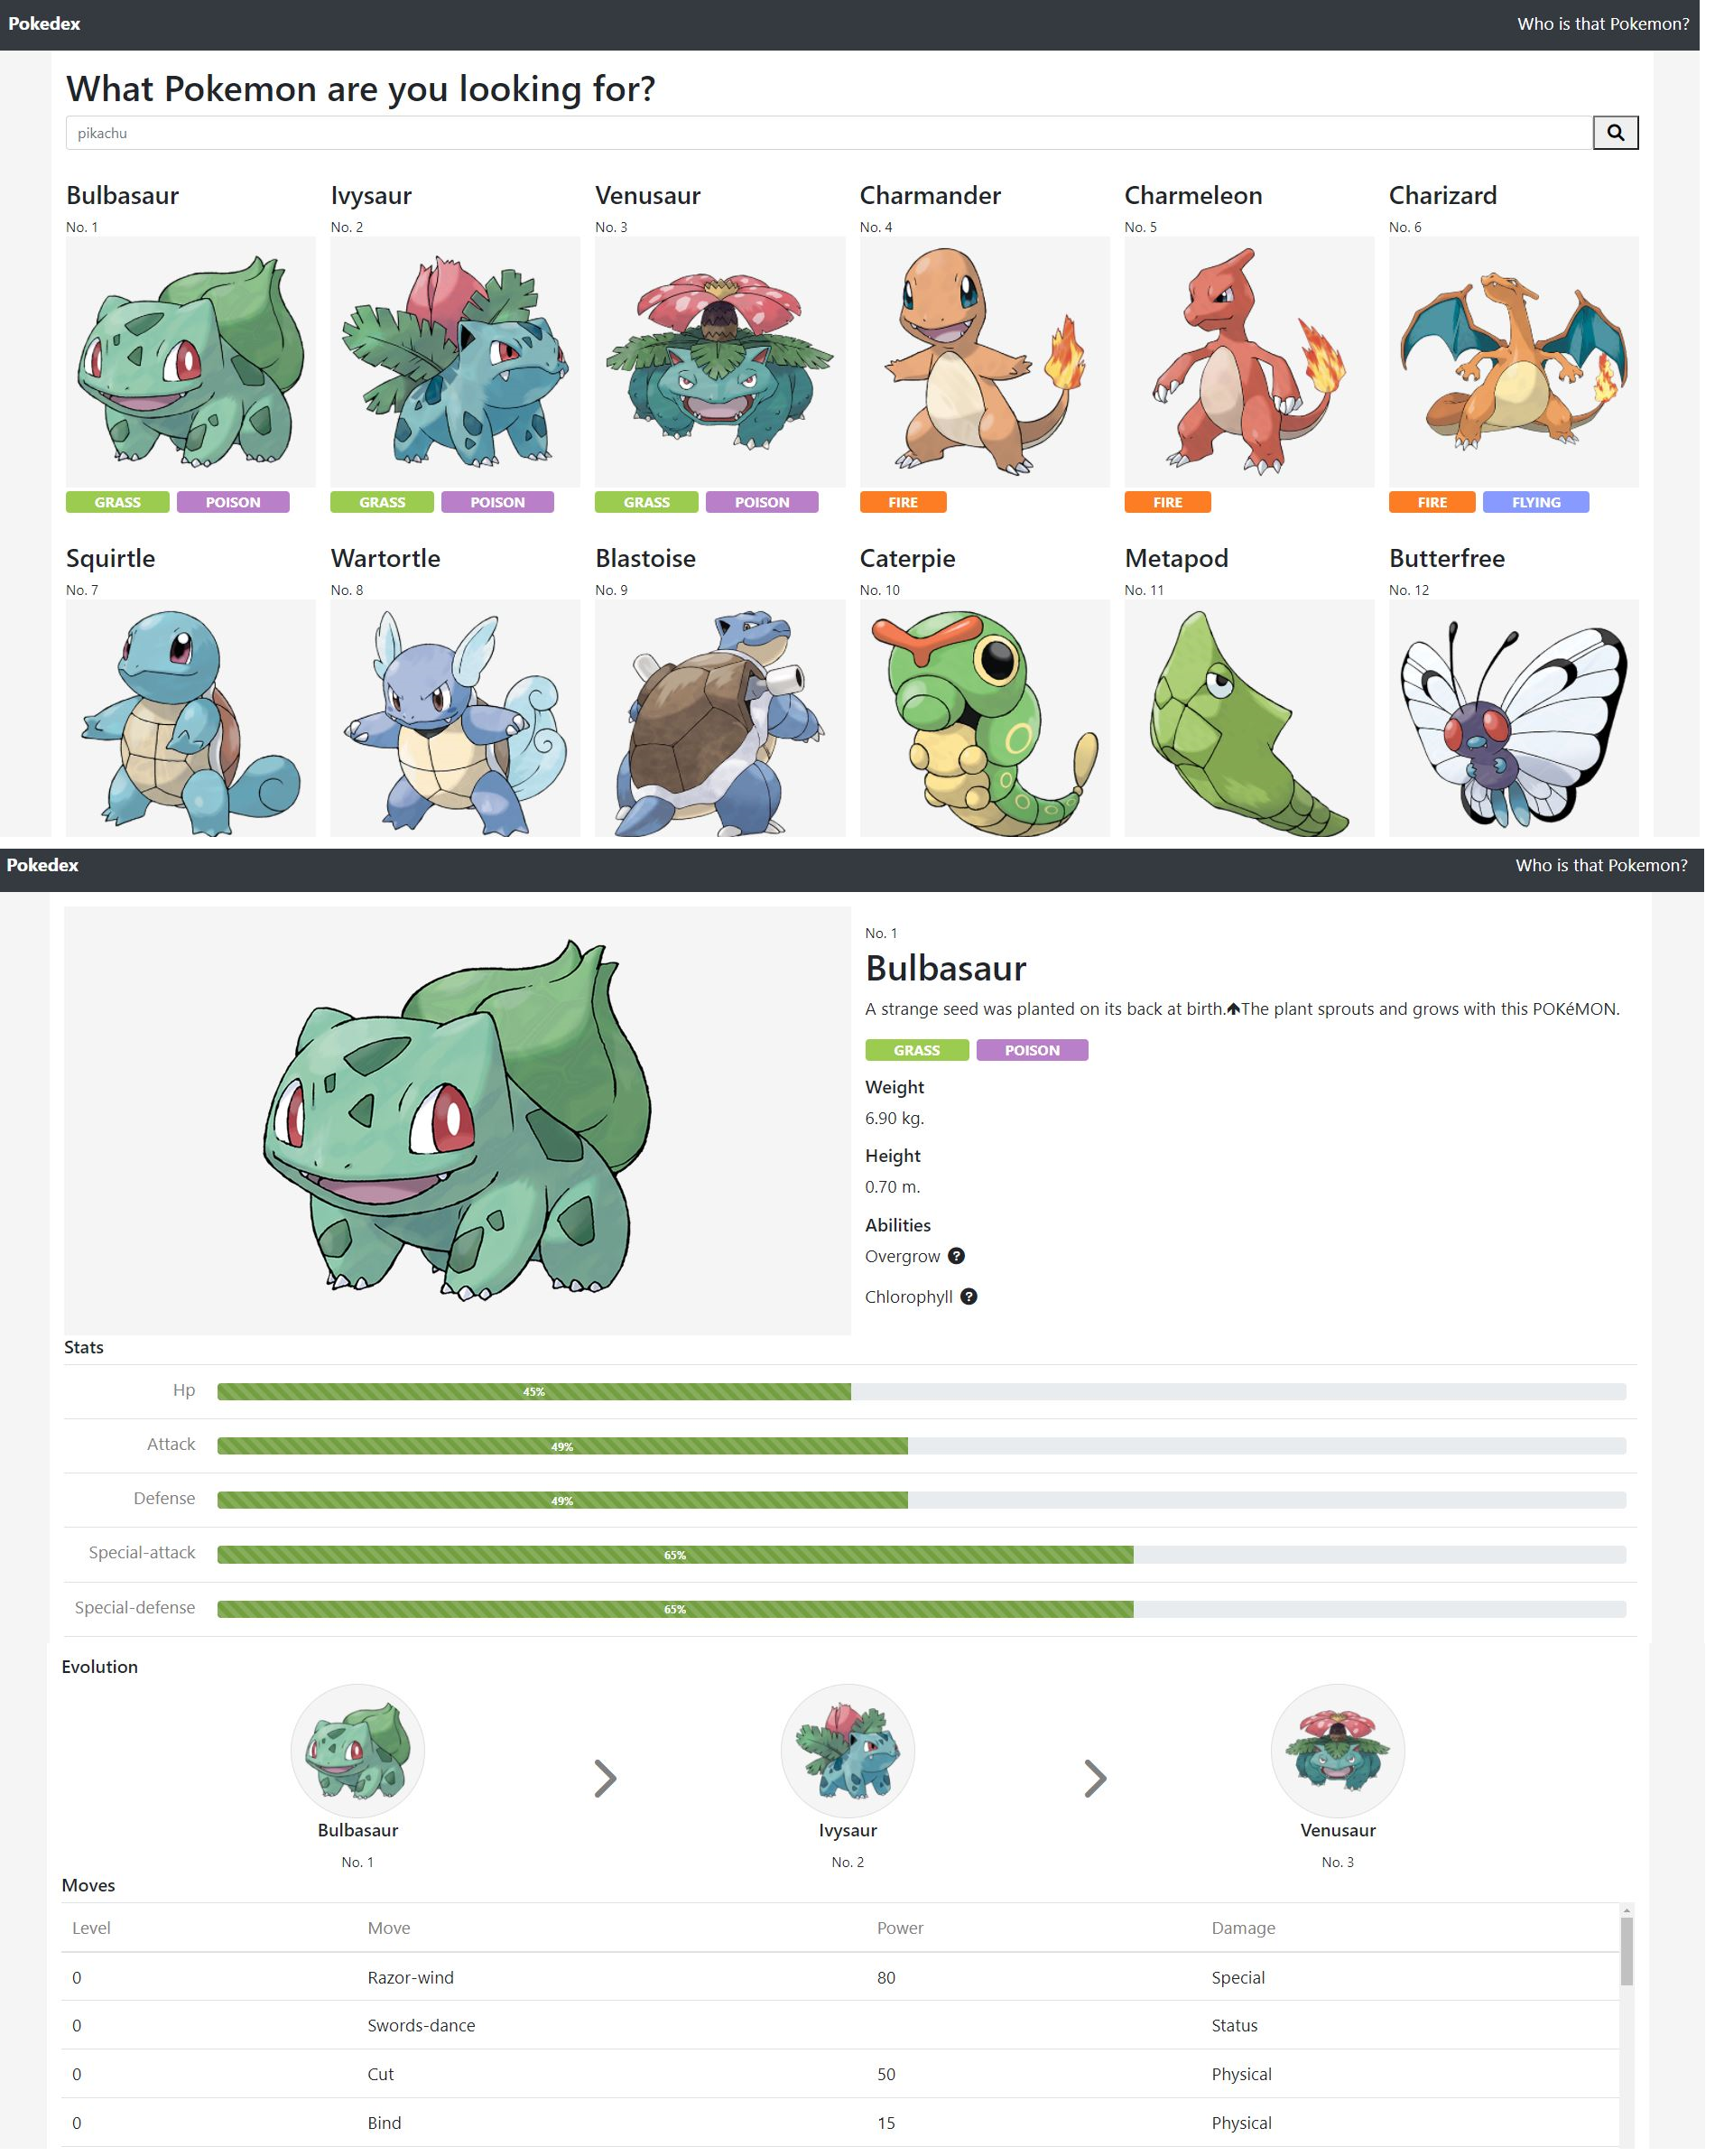 Pokedex Who is that Pokemon?
What Pokemon are you looking for?
pikachu
Bulbasaur Ivysaur Venusaur Charmander Charmeleon Charizard
No. 1 No. 2 No. 3 No. 4 No. 5 No. 6
GRASS POISON GRASS POISON GRASS POISON FIRE FIRE FIRE FLYING
Squirtle Wartortle Blastoise Caterpie Metapod Butterfree
No. 7 No. 8 No. 9 No. 10 No. 11 No. 12
Pokedex Who is that Pokemon?
No. 1
Bulbasaur
A strange seed was planted on its back at birth.🡅The plant sprouts and grows with this POKéMON.
GRASS POISON
Weight
6.90 kg.
Height
0.70 m.
Abilities
Overgrow ?
Chlorophyll ?
Stats
Hp 45%
Attack 49%
Defense 49%
Special-attack 65%
Special-defense 65%
Evolution
Bulbasaur Ivysaur Venusaur
No. 1 No. 2 No. 3
Moves
Level Move Power Damage
0 Razor-wind 80 Special
0 Swords-dance Status
0 Cut 50 Physical
0 Bind 15 Physical